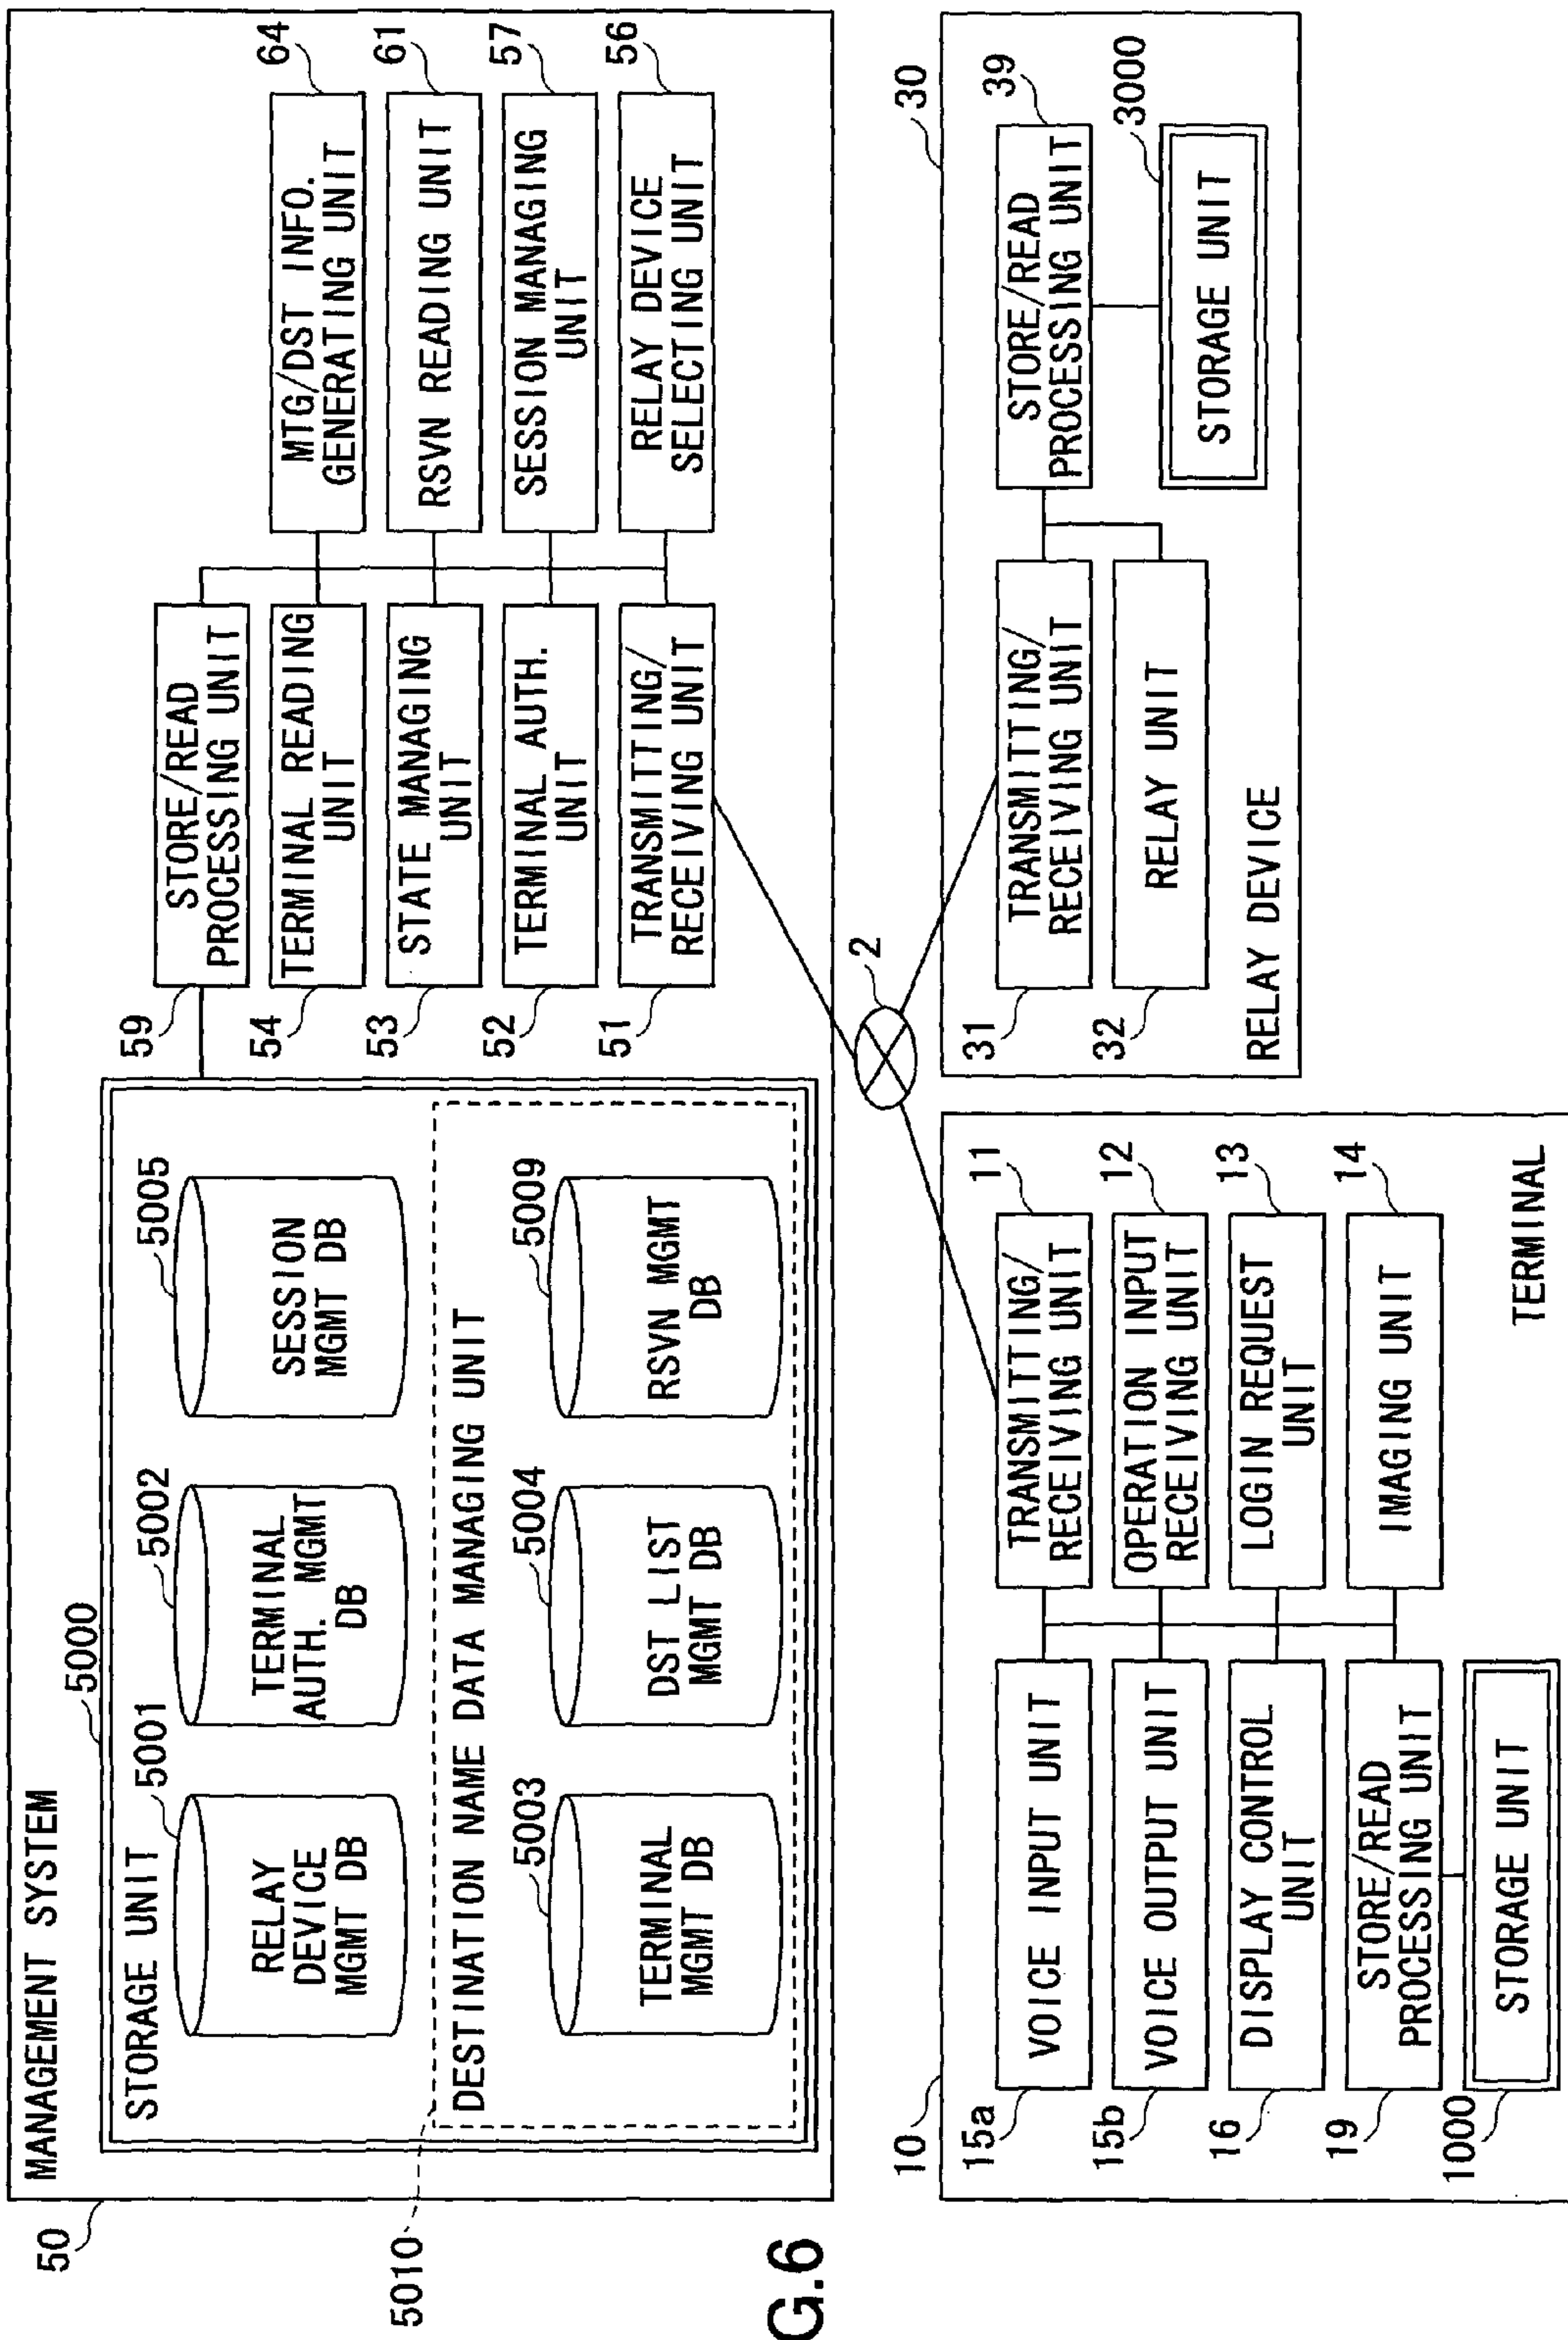 G.6
50
MANAGEMENT SYSTEM
5000
STORAGE UNIT
5001
RELAY
DEVICE
MGMT DB
5002
TERMINAL
AUTH. MGMT
DB
5005
SESSION
MGMT DB
5010
DESTINATION NAME DATA MANAGING UNIT
5003
TERMINAL
MGMT DB
5004
DST LIST
MGMT DB
5009
RSVN MGMT
DB
59
STORE/READ
PROCESSING UNIT
54
TERMINAL READING
UNIT
53
STATE MANAGING
UNIT
52
TERMINAL AUTH.
UNIT
51
TRANSMITTING/
RECEIVING UNIT
64
MTG/DST INFO.
GENERATING UNIT
61
RSVN READING UNIT
57
SESSION MANAGING
UNIT
56
RELAY DEVICE
SELECTING UNIT
2
10
15a
VOICE INPUT UNIT
15b
VOICE OUTPUT UNIT
16
DISPLAY CONTROL
UNIT
19
STORE/READ
PROCESSING UNIT
1000
STORAGE UNIT
11
TRANSMITTING/
RECEIVING UNIT
12
OPERATION INPUT
RECEIVING UNIT
13
LOGIN REQUEST
UNIT
14
IMAGING UNIT
TERMINAL
30
31
TRANSMITTING/
RECEIVING UNIT
32
RELAY UNIT
39
STORE/READ
PROCESSING UNIT
3000
STORAGE UNIT
RELAY DEVICE